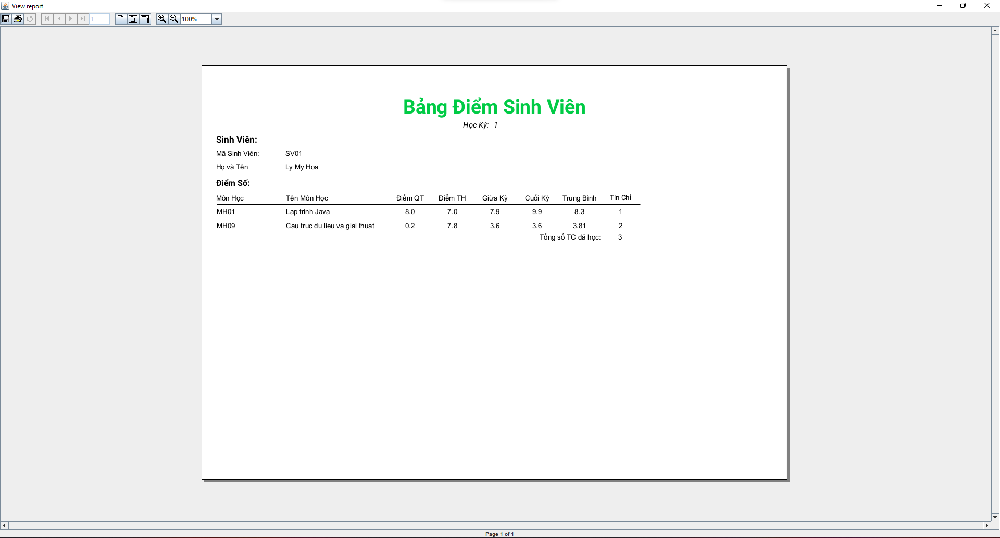 View report
1
100%
Bảng Điểm Sinh Viên
Học Kỳ: 1
Sinh Viên:
Mã Sinh Viên: SV01
Họ và Tên Ly My Hoa
Điểm Số:
Môn Học Tên Môn Học Điểm QT Điểm TH Giữa Kỳ Cuối Kỳ Trung Bình Tín Chỉ
MH01 Lap trinh Java 8.0 7.0 7.9 9.9 8.3 1
MH09 Cau truc du lieu va giai thuat 0.2 7.8 3.6 3.6 3.81 2
Tổng số TC đã học: 3
Page 1 of 1